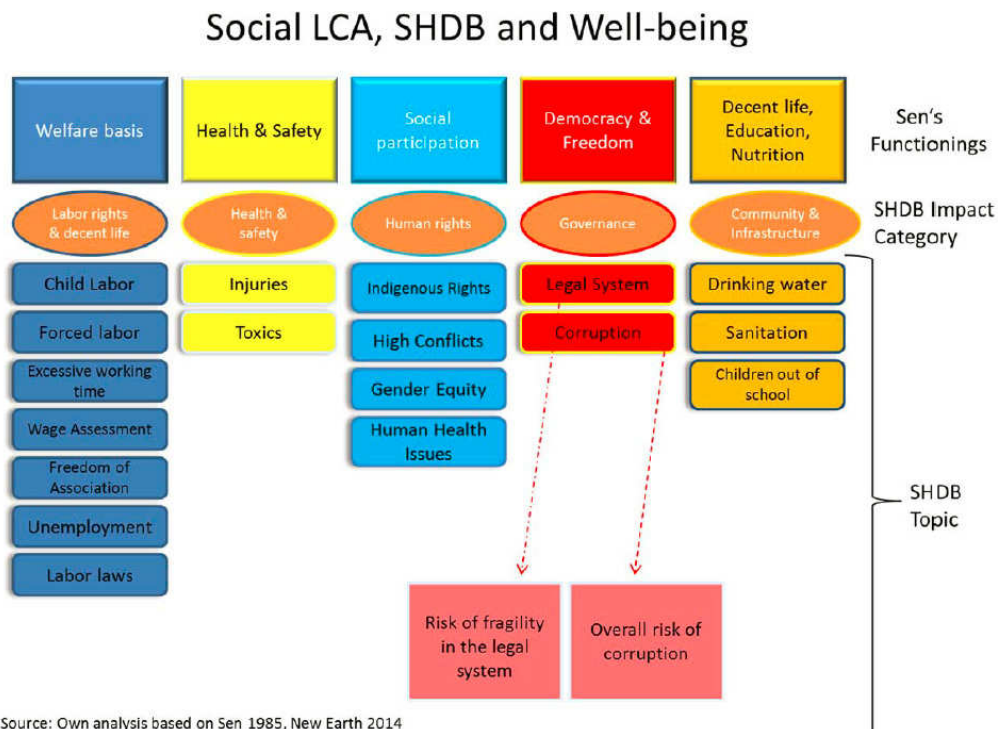 Social LCA, SHDB and Well-being
Welfare basis
Health & Safety
Social
participation
Democracy &
Freedom
Decent life,
Education,
Nutrition
Sen's
Functionings
Labor rights
& decent life
Health &
safety
Human rights
Governance
Community &
Infrastructure
SHDB Impact
Category
Child Labor
Forced labor
Excessive working
time
Wage Assessment
Freedom of
Association
Unemployment
Labor laws
Injuries
Toxics
Indigenous Rights
High Conflicts
Gender Equity
Human Health
Issues
Legal System
Corruption
Drinking water
Sanitation
Children out of
school
SHDB
Topic
Risk of fragility
in the legal
system
Overall risk of
corruption
Source: Own analysis based on Sen 1985, New Earth 2014